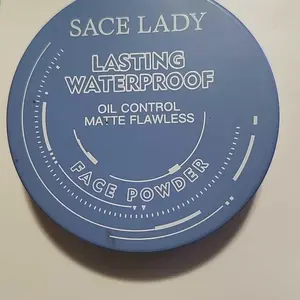 SACE LADY
LASTING
WATERPROOF
OIL CONTROL
MATTE FLAWLESS
FACE POWDER